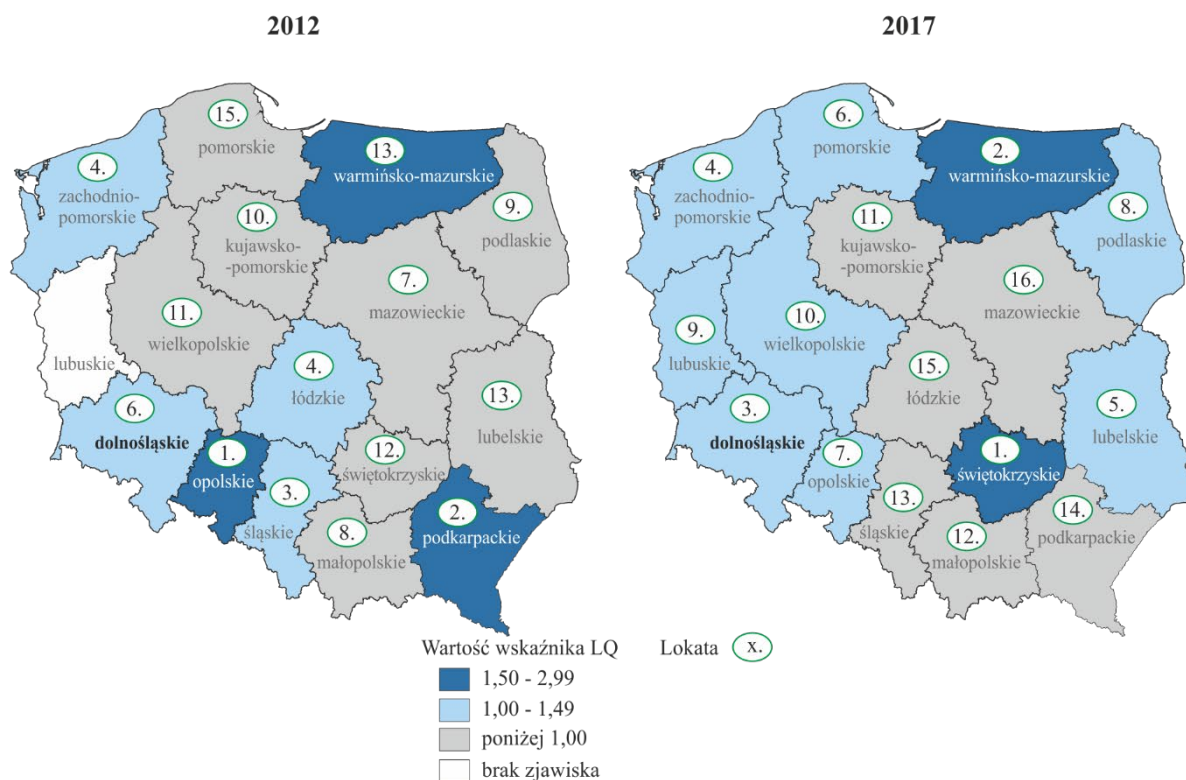 2012
15.
pomorskie
4.
zachodnio-
pomorskie
13.
warmińsko-mazurskie
10.
kujawsko-
-pomorskie
9.
podlaskie
7.
mazowieckie
11.
wielkopolskie
lubuskie
4.
łódzkie
13.
lubelskie
6.
dolnośląskie
1.
opolskie
3.
śląskie
12.
świętokrzyskie
8.
małopolskie
2.
podkarpackie
2017
6.
pomorskie
4.
zachodnio-
pomorskie
2.
warmińsko-mazurskie
11.
kujawsko-
-pomorskie
8.
podlaskie
16.
mazowieckie
10.
wielkopolskie
9.
lubuskie
15.
łódzkie
5.
lubelskie
3.
dolnośląskie
7.
opolskie
13.
śląskie
1.
świętokrzyskie
12.
małopolskie
14.
podkarpackie
Wartość wskaźnika LQ
1,50 - 2,99
1,00 - 1,49
poniżej 1,00
brak zjawiska
Lokata x.